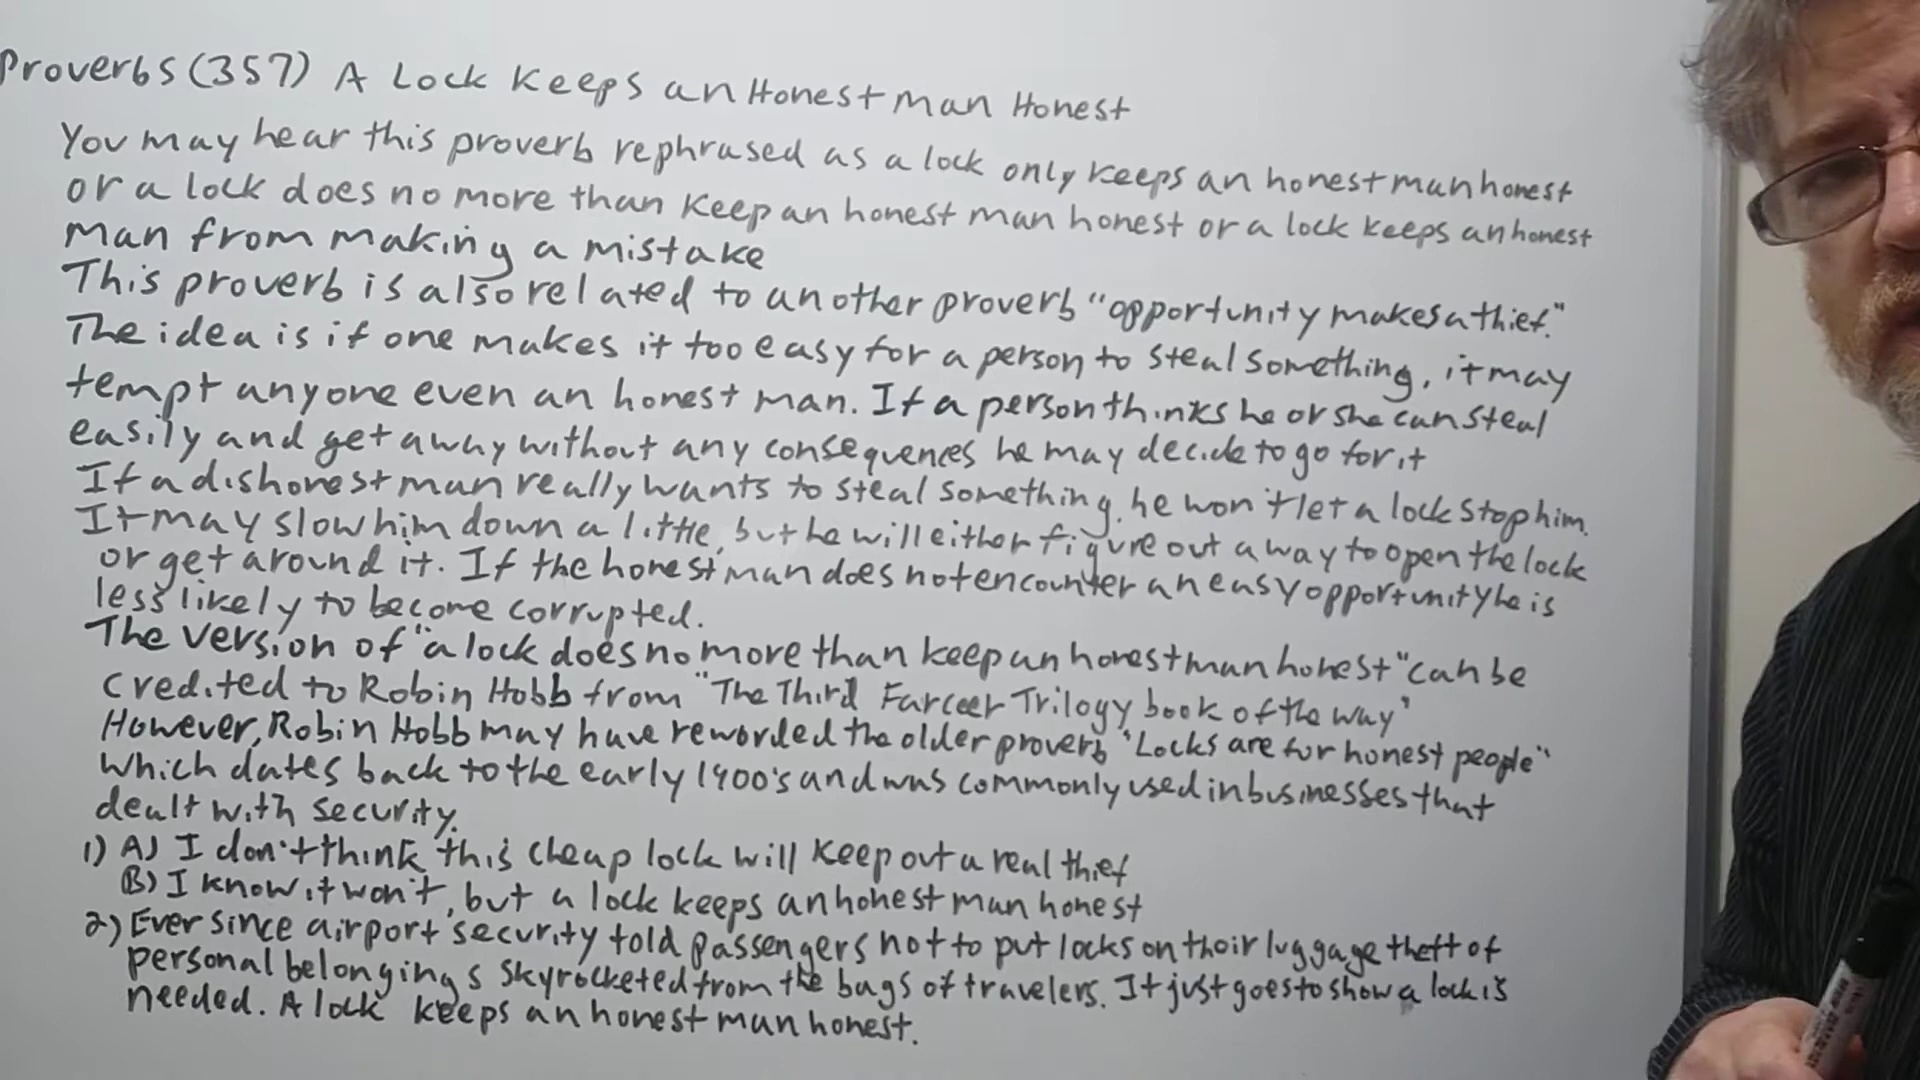 Proverbs (357) A Lock Keeps an Honest man Honest
You may hear this proverb rephrased as a lock only keeps an honest man honest
or a lock does no more than keep an honest man honest or a lock keeps an honest
man from making a mistake
This proverb is also related to another proverb "opportunity makes a thief."
The idea is if one makes it too easy for a person to steal something, it may
tempt anyone even an honest man. If a person thinks he or she can steal
easily and get away without any consequences he may decide to go for it
If a dishonest man really wants to steal something, he won't let a lock stop him.
It may slow him down a little, but he will either figure out a way to open the lock
or get around it. If the honest man does not encounter an easy opportunity he is
less likely to become corrupted.
The version of "a lock does no more than keep an honest man honest" can be
credited to Robin Hobb from "The Third Farceer Trilogy book of the way"
However, Robin Hobb may have reworded the older proverb "Locks are for honest people"
which dates back to the early 1900's and was commonly used in businesses that
dealt with security.
1) A) I don't think this cheap lock will keep out a real thief
B) I know it won't, but a lock keeps an honest man honest
2) Ever since airport security told passengers not to put locks on thoir luggage theft of
personal belongings skyrocketed from the bags of travelers. It just goes to show a lock is
needed. A lock keeps an honest man honest.